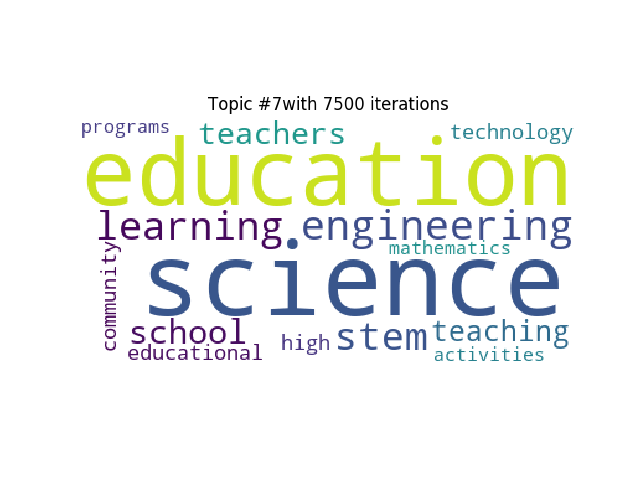 Topic #7with 7500 iterations
programs teachers technology
education
learning engineering
mathematics
community
science
school high stem teaching
educational activities